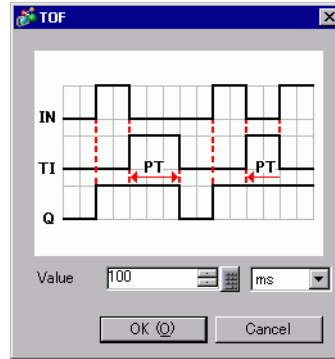 TOF
IN
TI
PT
PT
Q
Value
100
ms
OK (O)
Cancel